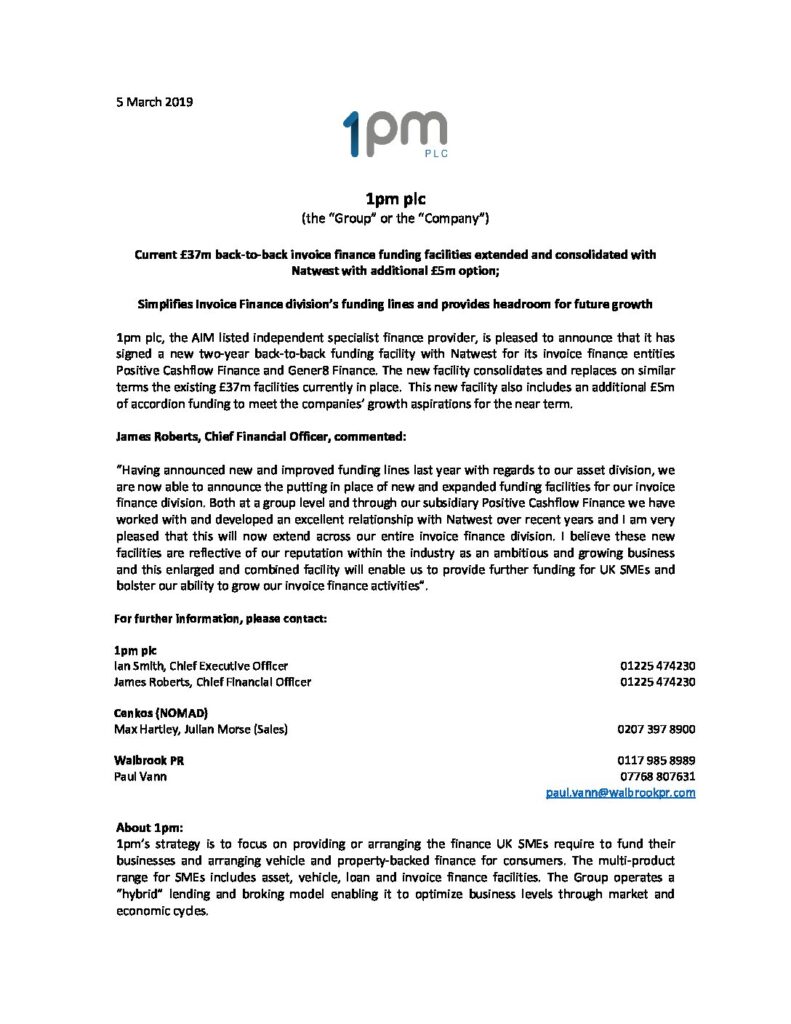 5 March 2019
1pm
PLC
1pm plc
(the “Group” or the “Company”)
Current £37m back-to-back invoice finance funding facilities extended and consolidated with
Natwest with additional £5m option;
Simplifies Invoice Finance division’s funding lines and provides headroom for future growth
1pm plc, the AIM listed independent specialist finance provider, is pleased to announce that it has
signed a new two-year back-to-back funding facility with Natwest for its invoice finance entities
Positive Cashflow Finance and Gener8 Finance. The new facility consolidates and replaces on similar
terms the existing £37m facilities currently in place. This new facility also includes an additional £5m
of accordion funding to meet the companies’ growth aspirations for the near term.
James Roberts, Chief Financial Officer, commented:
“Having announced new and improved funding lines last year with regards to our asset division, we
are now able to announce the putting in place of new and expanded funding facilities for our invoice
finance division. Both at a group level and through our subsidiary Positive Cashflow Finance we have
worked with and developed an excellent relationship with Natwest over recent years and I am very
pleased that this will now extend across our entire invoice finance division. I believe these new
facilities are reflective of our reputation within the industry as an ambitious and growing business
and this enlarged and combined facility will enable us to provide further funding for UK SMEs and
bolster our ability to grow our invoice finance activities”.
For further information, please contact:
1pm plc
Ian Smith, Chief Executive Officer 01225 474230
James Roberts, Chief Financial Officer 01225 474230
Cenkos (NOMAD)
Max Hartley, Julian Morse (Sales) 0207 397 8900
Walbrook PR 0117 985 8989
Paul Vann 07768 807631
paul.vann@walbrookpr.com
About 1pm:
1pm’s strategy is to focus on providing or arranging the finance UK SMEs require to fund their
businesses and arranging vehicle and property-backed finance for consumers. The multi-product
range for SMEs includes asset, vehicle, loan and invoice finance facilities. The Group operates a
“hybrid” lending and broking model enabling it to optimize business levels through market and
economic cycles.